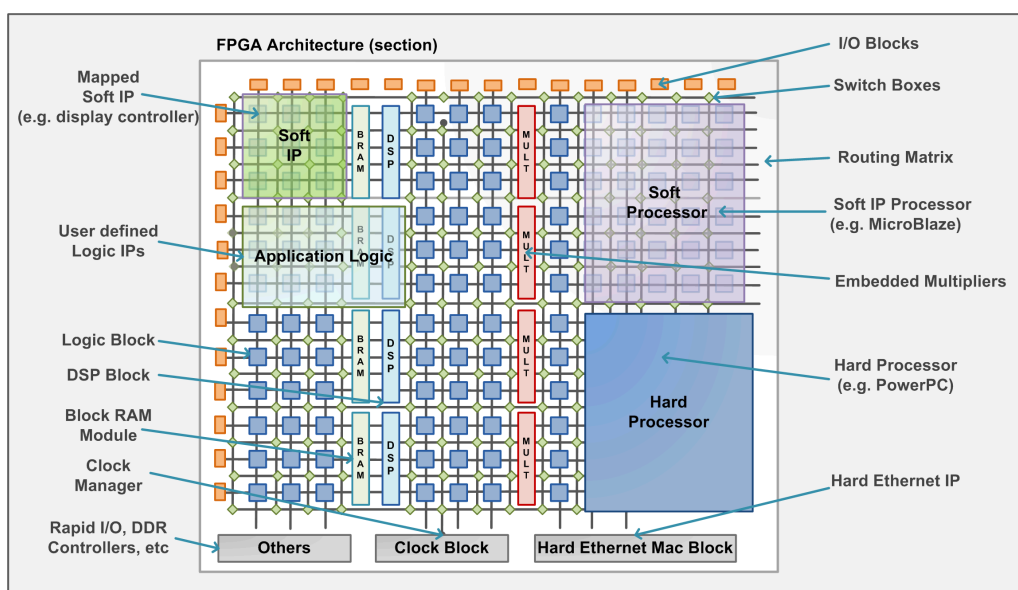 FPGA Architecture (section)
I/O Blocks
Mapped
Soft IP
(e.g. display controller)
Switch Boxes
Soft
IP
BRAM
DSP
MULT
Routing Matrix
Soft
Processor
Soft IP Processor
(e.g. MicroBlaze)
User defined
Logic IPs
Application Logic
BRAM
DSP
MULT
Embedded Multipliers
Logic Block
BRAM
DSP
MULT
DSP Block
Hard Processor
(e.g. PowerPC)
Hard
Processor
Block RAM
Module
BRAM
DSP
MULT
Clock
Manager
Hard Ethernet IP
Rapid I/O, DDR
Controllers, etc
Others
Clock Block
Hard Ethernet Mac Block